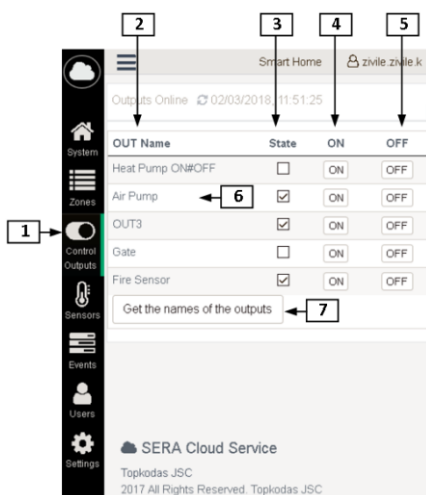 2 3 4 5
Smart Home zivile.zivile.k
Outputs Online 02/03/2018, 11:51:25
System
OUT Name State ON OFF
Heat Pump ON#OFF ON OFF
Zones
Air Pump 6 ON OFF
1
OUT3 ON OFF
Control Outputs
Gate ON OFF
Fire Sensor ON OFF
Sensors
Get the names of the outputs 7
Events
Users
Settings
SERA Cloud Service
Topkodas JSC
2017 All Rights Reserved. Topkodas JSC